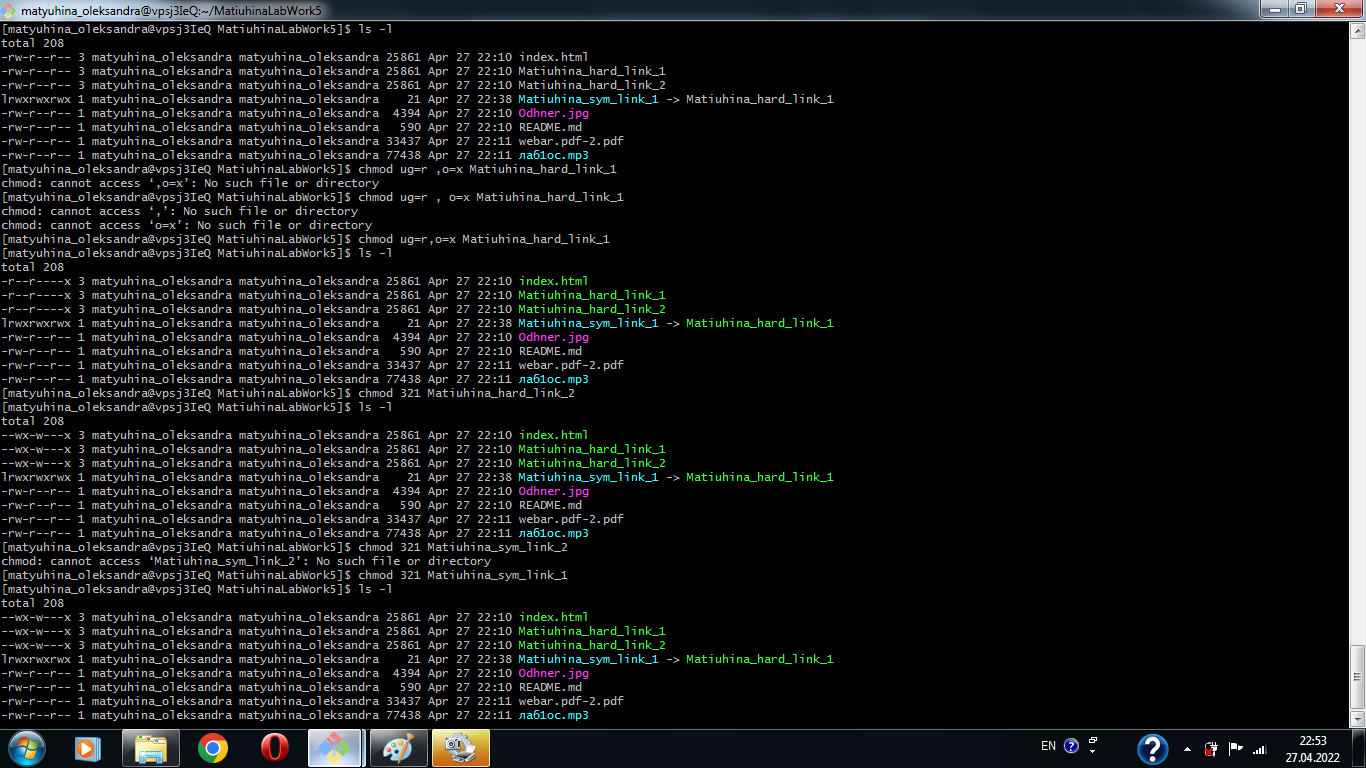 matyuhina_oleksandra@vpsj3IeQ:~/MatiuhinaLabWork5
[matyuhina_oleksandra@vpsj3IeQ MatiuhinaLabWork5]$ ls -l
total 208
-rw-r--r-- 3 matyuhina_oleksandra matyuhina_oleksandra 25861 Apr 27 22:10 index.html
-rw-r--r-- 3 matyuhina_oleksandra matyuhina_oleksandra 25861 Apr 27 22:10 Matiuhina_hard_link_1
-rw-r--r-- 3 matyuhina_oleksandra matyuhina_oleksandra 25861 Apr 27 22:10 Matiuhina_hard_link_2
lrwxrwxrwx 1 matyuhina_oleksandra matyuhina_oleksandra    21 Apr 27 22:38 Matiuhina_sym_link_1 -> Matiuhina_hard_link_1
-rw-r--r-- 1 matyuhina_oleksandra matyuhina_oleksandra  4394 Apr 27 22:10 Odhner.jpg
-rw-r--r-- 1 matyuhina_oleksandra matyuhina_oleksandra   590 Apr 27 22:10 README.md
-rw-r--r-- 1 matyuhina_oleksandra matyuhina_oleksandra 33437 Apr 27 22:11 webar.pdf-2.pdf
-rw-r--r-- 1 matyuhina_oleksandra matyuhina_oleksandra 77438 Apr 27 22:11 лаб1ос.mp3
[matyuhina_oleksandra@vpsj3IeQ MatiuhinaLabWork5]$ chmod ug=r ,o=x Matiuhina_hard_link_1
chmod: cannot access ‘,o=x’: No such file or directory
[matyuhina_oleksandra@vpsj3IeQ MatiuhinaLabWork5]$ chmod ug=r , o=x Matiuhina_hard_link_1
chmod: cannot access ‘,’: No such file or directory
chmod: cannot access ‘o=x’: No such file or directory
[matyuhina_oleksandra@vpsj3IeQ MatiuhinaLabWork5]$ chmod ug=r,o=x Matiuhina_hard_link_1
[matyuhina_oleksandra@vpsj3IeQ MatiuhinaLabWork5]$ ls -l
total 208
-r--r----x 3 matyuhina_oleksandra matyuhina_oleksandra 25861 Apr 27 22:10 index.html
-r--r----x 3 matyuhina_oleksandra matyuhina_oleksandra 25861 Apr 27 22:10 Matiuhina_hard_link_1
-r--r----x 3 matyuhina_oleksandra matyuhina_oleksandra 25861 Apr 27 22:10 Matiuhina_hard_link_2
lrwxrwxrwx 1 matyuhina_oleksandra matyuhina_oleksandra    21 Apr 27 22:38 Matiuhina_sym_link_1 -> Matiuhina_hard_link_1
-rw-r--r-- 1 matyuhina_oleksandra matyuhina_oleksandra  4394 Apr 27 22:10 Odhner.jpg
-rw-r--r-- 1 matyuhina_oleksandra matyuhina_oleksandra   590 Apr 27 22:10 README.md
-rw-r--r-- 1 matyuhina_oleksandra matyuhina_oleksandra 33437 Apr 27 22:11 webar.pdf-2.pdf
-rw-r--r-- 1 matyuhina_oleksandra matyuhina_oleksandra 77438 Apr 27 22:11 лаб1ос.mp3
[matyuhina_oleksandra@vpsj3IeQ MatiuhinaLabWork5]$ chmod 321 Matiuhina_hard_link_2
[matyuhina_oleksandra@vpsj3IeQ MatiuhinaLabWork5]$ ls -l
total 208
--wx-w---x 3 matyuhina_oleksandra matyuhina_oleksandra 25861 Apr 27 22:10 index.html
--wx-w---x 3 matyuhina_oleksandra matyuhina_oleksandra 25861 Apr 27 22:10 Matiuhina_hard_link_1
--wx-w---x 3 matyuhina_oleksandra matyuhina_oleksandra 25861 Apr 27 22:10 Matiuhina_hard_link_2
lrwxrwxrwx 1 matyuhina_oleksandra matyuhina_oleksandra    21 Apr 27 22:38 Matiuhina_sym_link_1 -> Matiuhina_hard_link_1
-rw-r--r-- 1 matyuhina_oleksandra matyuhina_oleksandra  4394 Apr 27 22:10 Odhner.jpg
-rw-r--r-- 1 matyuhina_oleksandra matyuhina_oleksandra   590 Apr 27 22:10 README.md
-rw-r--r-- 1 matyuhina_oleksandra matyuhina_oleksandra 33437 Apr 27 22:11 webar.pdf-2.pdf
-rw-r--r-- 1 matyuhina_oleksandra matyuhina_oleksandra 77438 Apr 27 22:11 лаб1ос.mp3
[matyuhina_oleksandra@vpsj3IeQ MatiuhinaLabWork5]$ chmod 321 Matiuhina_sym_link_2
chmod: cannot access ‘Matiuhina_sym_link_2’: No such file or directory
[matyuhina_oleksandra@vpsj3IeQ MatiuhinaLabWork5]$ chmod 321 Matiuhina_sym_link_1
[matyuhina_oleksandra@vpsj3IeQ MatiuhinaLabWork5]$ ls -l
total 208
--wx-w---x 3 matyuhina_oleksandra matyuhina_oleksandra 25861 Apr 27 22:10 index.html
--wx-w---x 3 matyuhina_oleksandra matyuhina_oleksandra 25861 Apr 27 22:10 Matiuhina_hard_link_1
--wx-w---x 3 matyuhina_oleksandra matyuhina_oleksandra 25861 Apr 27 22:10 Matiuhina_hard_link_2
lrwxrwxrwx 1 matyuhina_oleksandra matyuhina_oleksandra    21 Apr 27 22:38 Matiuhina_sym_link_1 -> Matiuhina_hard_link_1
-rw-r--r-- 1 matyuhina_oleksandra matyuhina_oleksandra  4394 Apr 27 22:10 Odhner.jpg
-rw-r--r-- 1 matyuhina_oleksandra matyuhina_oleksandra   590 Apr 27 22:10 README.md
-rw-r--r-- 1 matyuhina_oleksandra matyuhina_oleksandra 33437 Apr 27 22:11 webar.pdf-2.pdf
-rw-r--r-- 1 matyuhina_oleksandra matyuhina_oleksandra 77438 Apr 27 22:11 лаб1ос.mp3
EN
22:53
27.04.2022